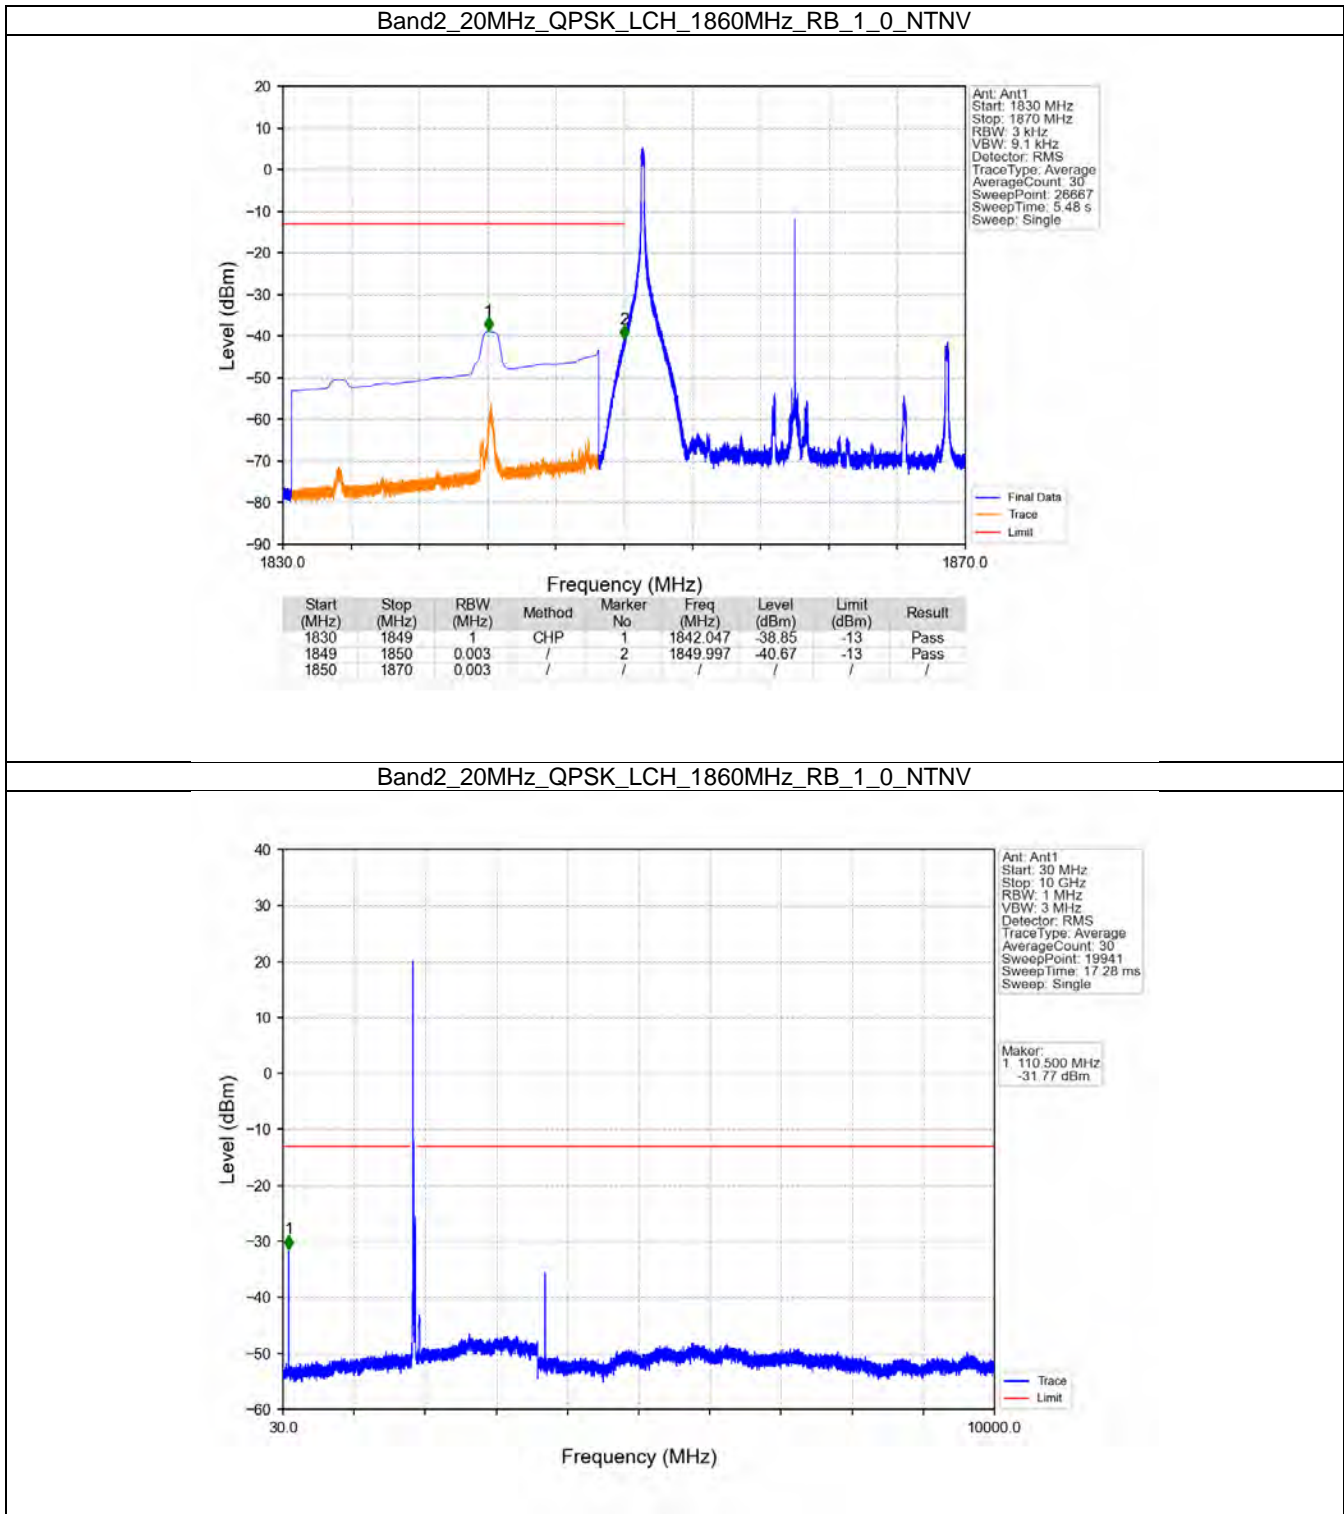 Band2_20MHz_QPSK_LCH_1860MHz_RB_1_0_NTNV
Ant: Ant1
Start: 1830 MHz
Stop: 1870 MHz
RBW: 3 kHz
VBW: 9.1 kHz
Detector: RMS
TraceType: Average
AverageCount: 30
SweepPoint: 26667
SweepTime: 5.48 s
Sweep: Single
20
10
0
−10
−20
−30
−40
−50
−60
−70
−80
−90
Level (dBm)
1
2
Final Data
Trace
Limit
1830.0 1870.0
Frequency (MHz)
Start (MHz) Stop (MHz) RBW (MHz) Method Marker No Freq (MHz) Level (dBm) Limit (dBm) Result
1830 1849 1 CHP 1 1842.047 -38.85 -13 Pass
1849 1850 0.003 / 2 1849.997 -40.67 -13 Pass
1850 1870 0.003 / / / / / /
Band2_20MHz_QPSK_LCH_1860MHz_RB_1_0_NTNV
Ant: Ant1
Start: 30 MHz
Stop: 10 GHz
RBW: 1 MHz
VBW: 3 MHz
Detector: RMS
TraceType: Average
AverageCount: 30
SweepPoint: 19941
SweepTime: 17.28 ms
Sweep: Single
Maker:
1 110.500 MHz
-31.77 dBm
40
30
20
10
0
−10
−20
−30
−40
−50
−60
Level (dBm)
1
Trace
Limit
30.0 10000.0
Frequency (MHz)